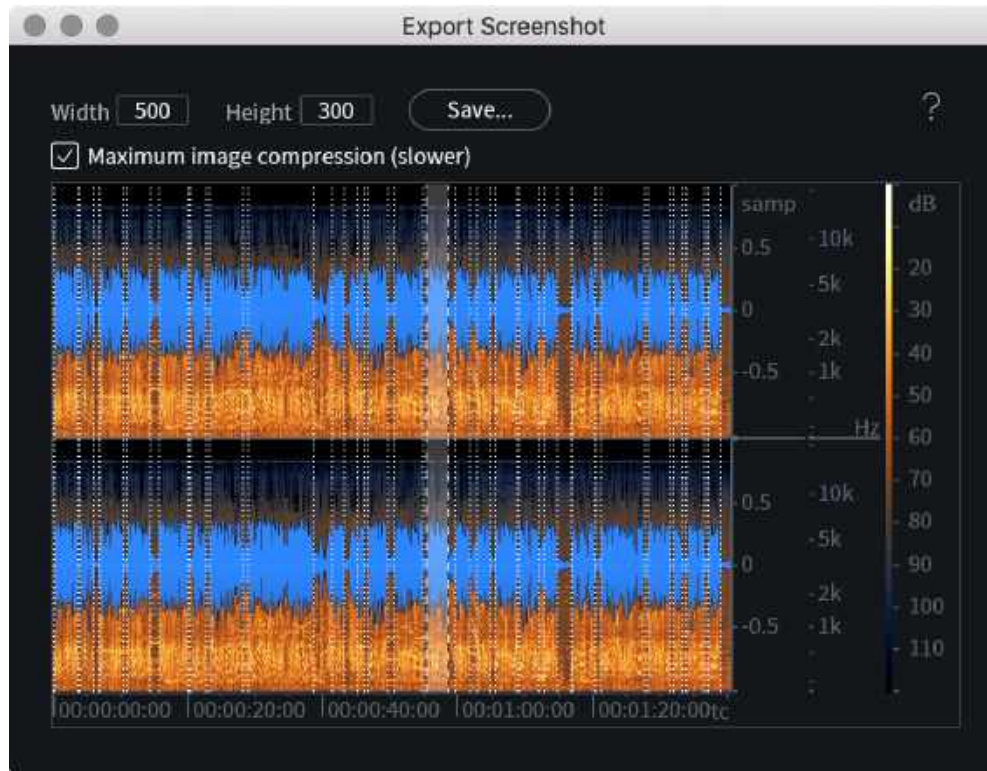 Export Screenshot
Width 500 Height 300 Save... ?
Maximum image compression (slower)
samp dB
0.5 10k
20
5k
0 30
2k
40
-0.5 1k
50
Hz
60
70
0.5 10k
80
5k
0 90
2k
100
-0.5 1k
110
00:00:00:00 00:00:20:00 00:00:40:00 00:01:00:00 00:01:20:00tc